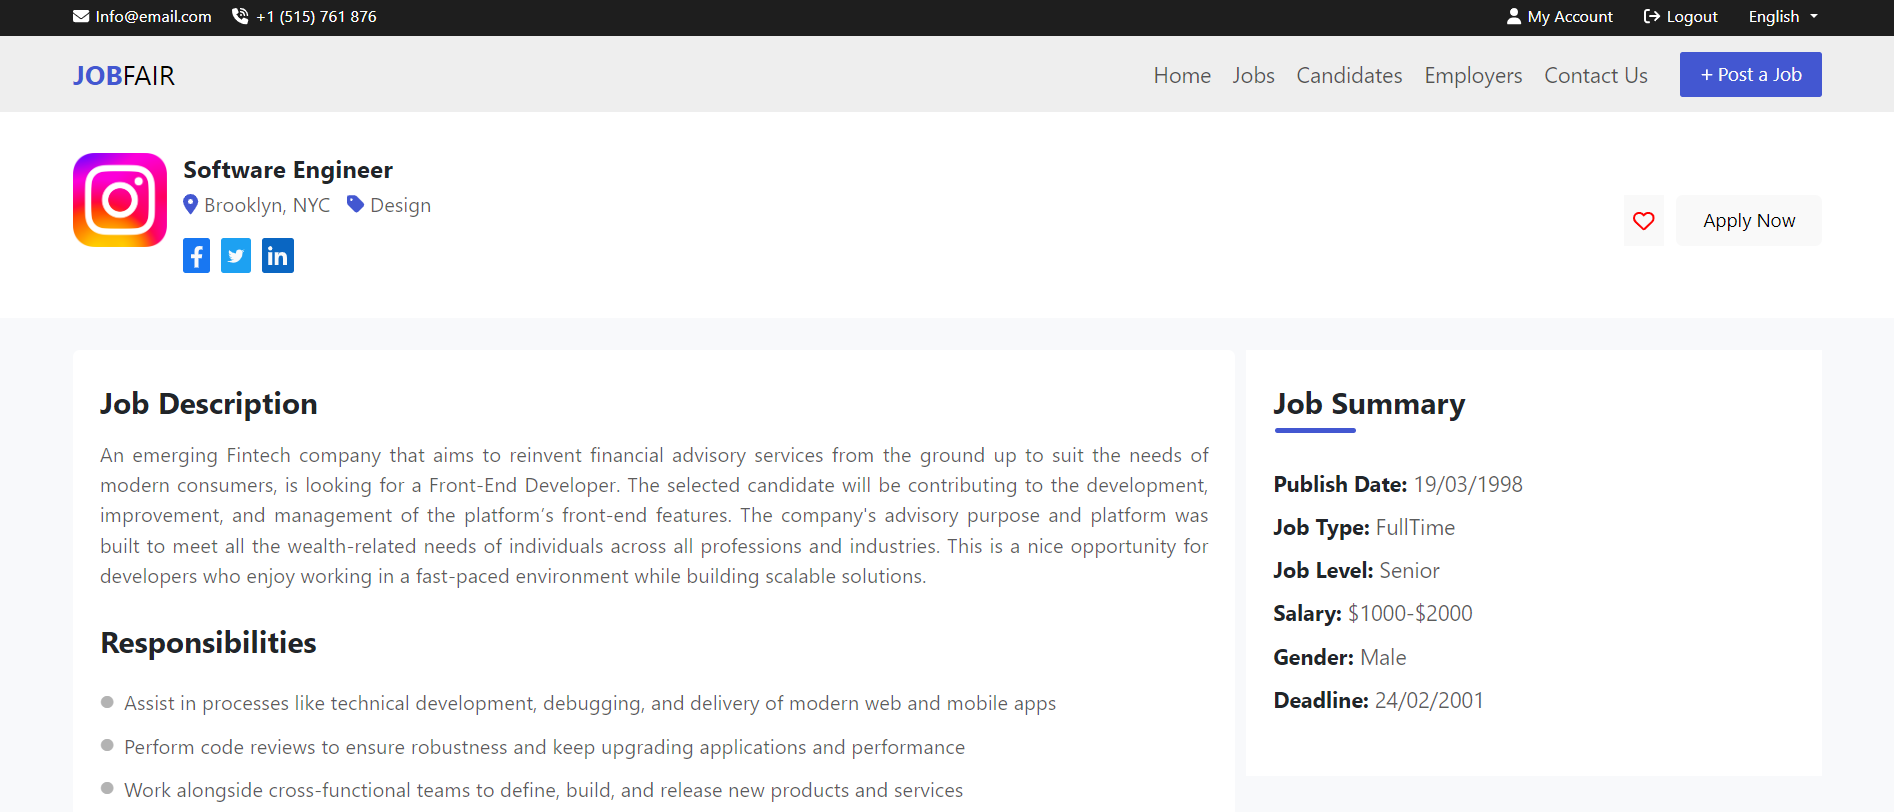 Info@email.com +1 (515) 761 876 My Account Logout English
JOBFAIR Home Jobs Candidates Employers Contact Us + Post a Job
Software Engineer
Brooklyn, NYC Design
Apply Now
Job Description
An emerging Fintech company that aims to reinvent financial advisory services from the ground up to suit the needs of
modern consumers, is looking for a Front-End Developer. The selected candidate will be contributing to the development,
improvement, and management of the platform’s front-end features. The company's advisory purpose and platform was
built to meet all the wealth-related needs of individuals across all professions and industries. This is a nice opportunity for
developers who enjoy working in a fast-paced environment while building scalable solutions.
Responsibilities
Assist in processes like technical development, debugging, and delivery of modern web and mobile apps
Perform code reviews to ensure robustness and keep upgrading applications and performance
Work alongside cross-functional teams to define, build, and release new products and services
Job Summary
Publish Date: 19/03/1998
Job Type: FullTime
Job Level: Senior
Salary: $1000-$2000
Gender: Male
Deadline: 24/02/2001